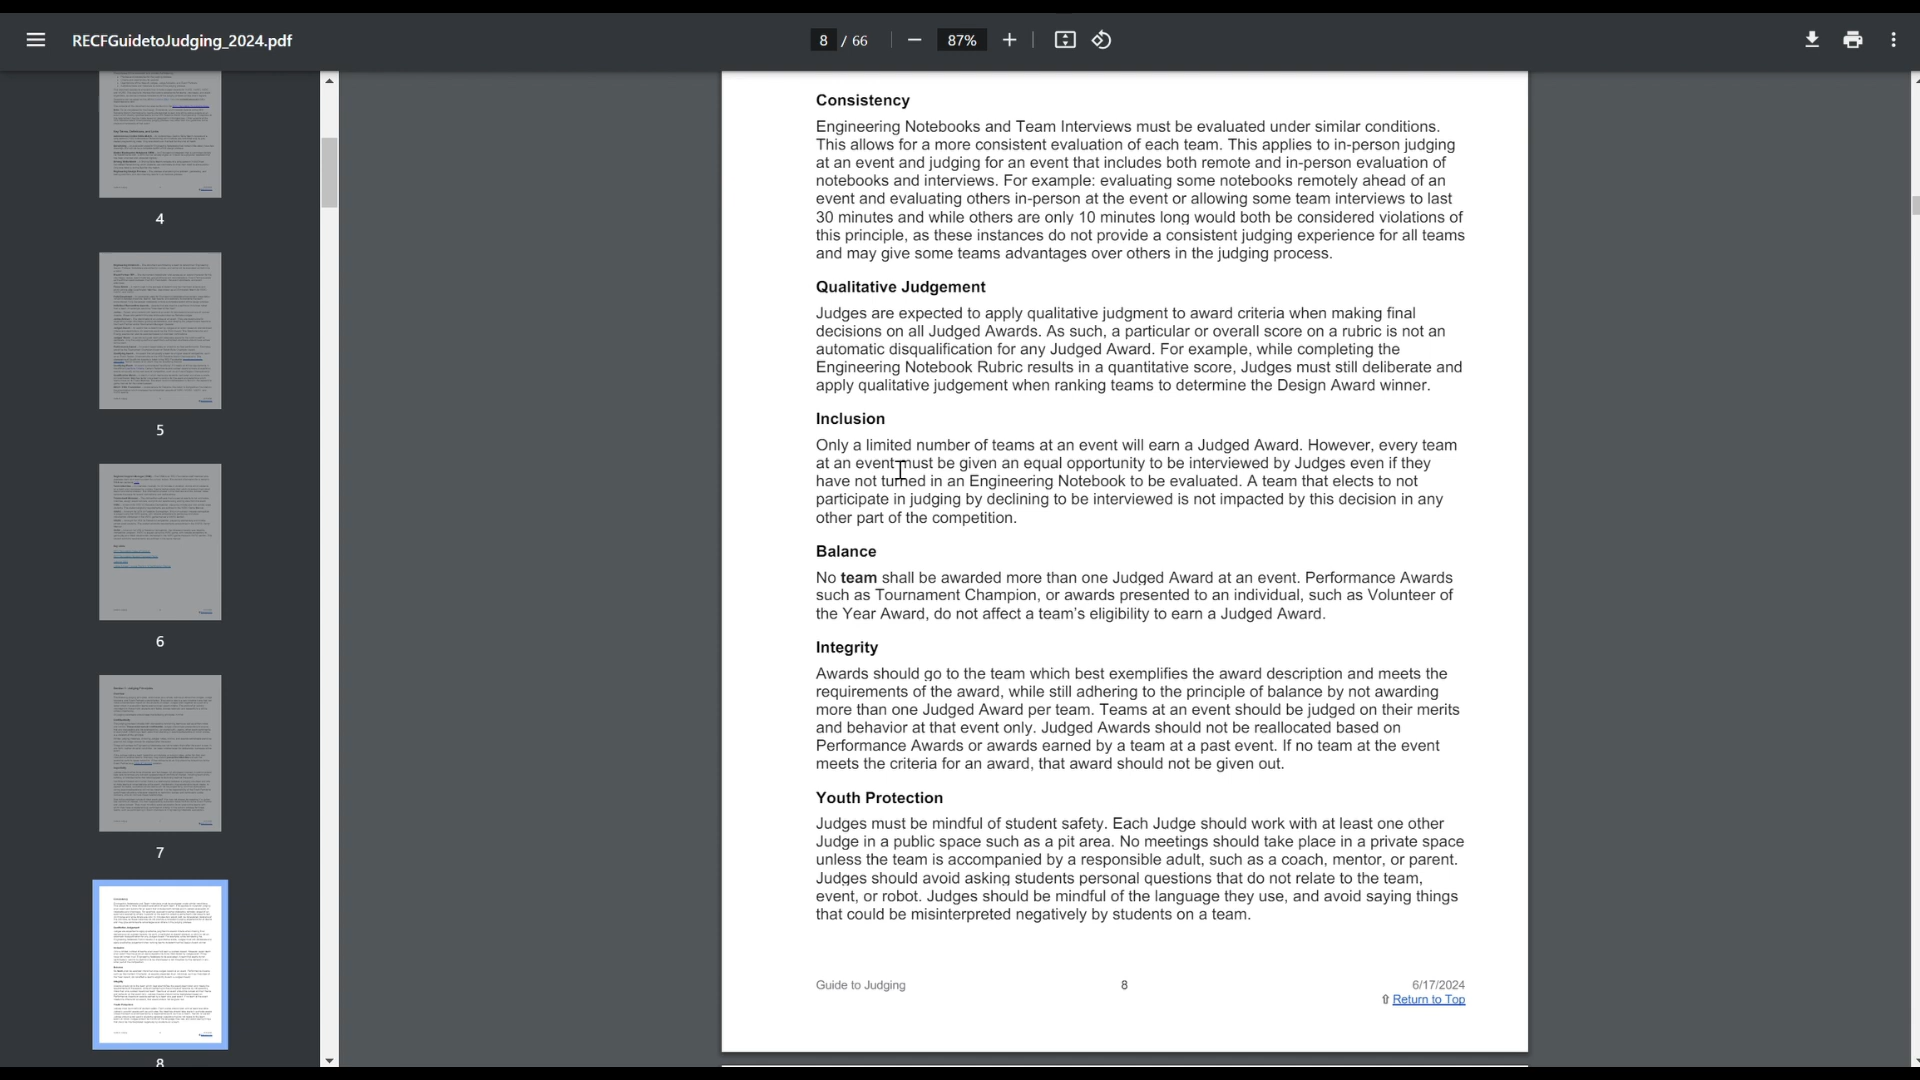 RECFGuidetoJudging_2024.pdf
8 / 66
87%
4
5
6
7
8
Consistency
Engineering Notebooks and Team Interviews must be evaluated under similar conditions.
This allows for a more consistent evaluation of each team. This applies to in-person judging
at an event and judging for an event that includes both remote and in-person evaluation of
notebooks and interviews. For example: evaluating some notebooks remotely ahead of an
event and evaluating others in-person at the event or allowing some team interviews to last
30 minutes and while others are only 10 minutes long would both be considered violations of
this principle, as these instances do not provide a consistent judging experience for all teams
and may give some teams advantages over others in the judging process.
Qualitative Judgement
Judges are expected to apply qualitative judgment to award criteria when making final
decisions on all Judged Awards. As such, a particular or overall score on a rubric is not an
automatic disqualification for any Judged Award. For example, while completing the
Engineering Notebook Rubric results in a quantitative score, Judges must still deliberate and
apply qualitative judgement when ranking teams to determine the Design Award winner.
Inclusion
Only a limited number of teams at an event will earn a Judged Award. However, every team
at an event must be given an equal opportunity to be interviewed by Judges even if they
have not turned in an Engineering Notebook to be evaluated. A team that elects to not
participate in judging by declining to be interviewed is not impacted by this decision in any
other part of the competition.
Balance
No team shall be awarded more than one Judged Award at an event. Performance Awards
such as Tournament Champion, or awards presented to an individual, such as Volunteer of
the Year Award, do not affect a team's eligibility to earn a Judged Award.
Integrity
Awards should go to the team which best exemplifies the award description and meets the
requirements of the award, while still adhering to the principle of balance by not awarding
more than one Judged Award per team. Teams at an event should be judged on their merits
and behavior at that event only. Judged Awards should not be reallocated based on
Performance Awards or awards earned by a team at a past event. If no team at the event
meets the criteria for an award, that award should not be given out.
Youth Protection
Judges must be mindful of student safety. Each Judge should work with at least one other
Judge in a public space such as a pit area. No meetings should take place in a private space
unless the team is accompanied by a responsible adult, such as a coach, mentor, or parent.
Judges should avoid asking students personal questions that do not relate to the team,
event, or robot. Judges should be mindful of the language they use, and avoid saying things
that could be misinterpreted negatively by students on a team.
Guide to Judging 8 6/17/2024
⇧ Return to Top